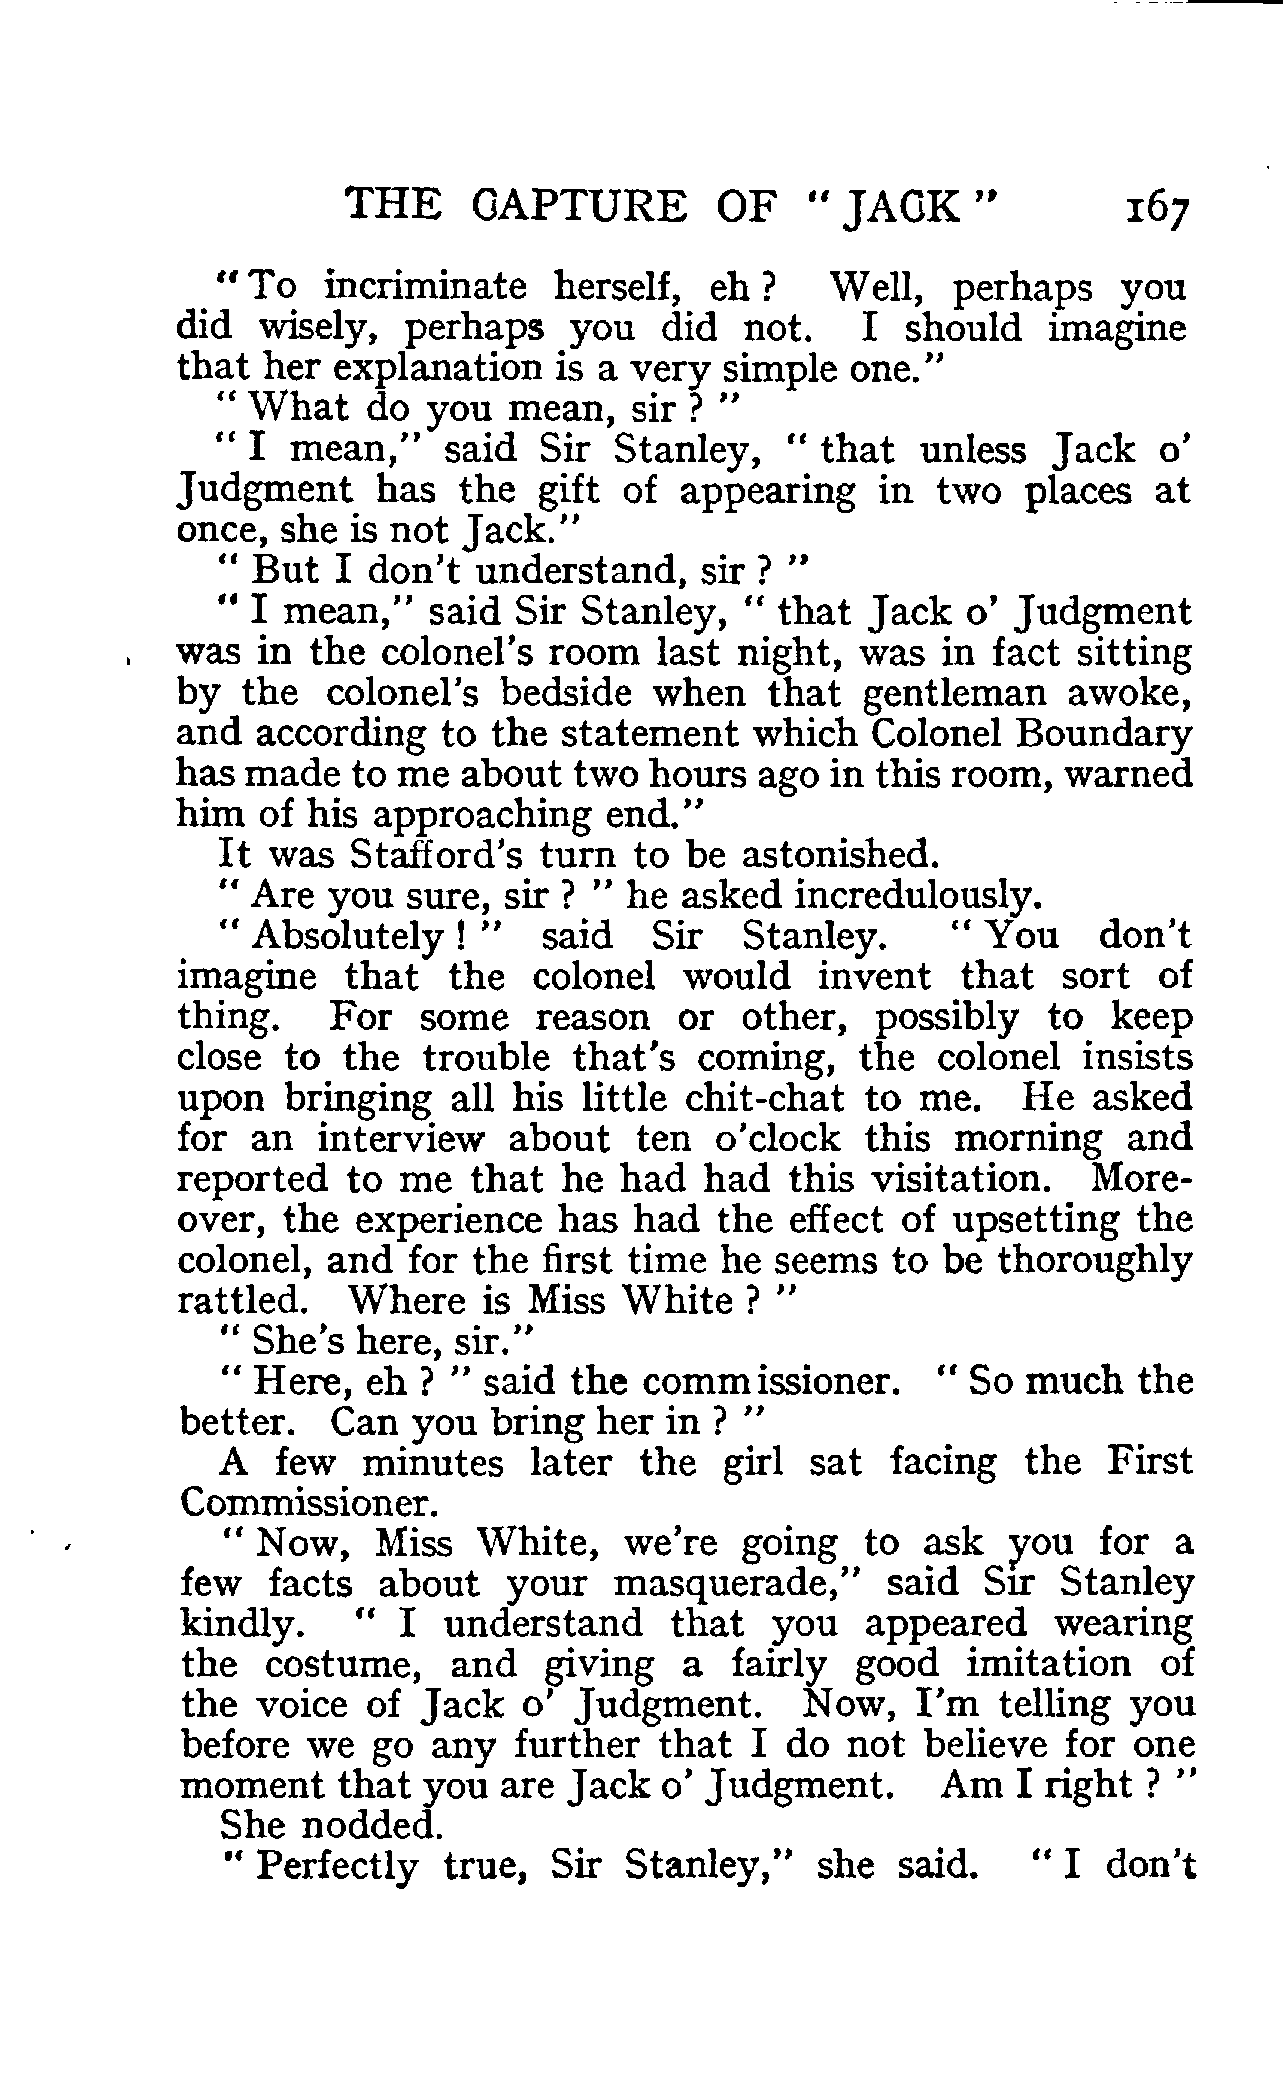 THE CAPTURE OF " JACK " 167
" To incriminate herself, eh ? Well, perhaps you
did wisely, perhaps you did not. I should imagine
that her explanation is a very simple one."
" What do you mean, sir ? "
" I mean," said Sir Stanley, " that unless Jack o'
Judgment has the gift of appearing in two places at
once, she is not Jack."
" But I don't understand, sir ? "
" I mean," said Sir Stanley, " that Jack o' Judgment
was in the colonel's room last night, was in fact sitting
by the colonel's bedside when that gentleman awoke,
and according to the statement which Colonel Boundary
has made to me about two hours ago in this room, warned
him of his approaching end."
It was Stafford's turn to be astonished.
" Are you sure, sir ? " he asked incredulously.
" Absolutely ! " said Sir Stanley. " You don't
imagine that the colonel would invent that sort of
thing. For some reason or other, possibly to keep
close to the trouble that's coming, the colonel insists
upon bringing all his little chit-chat to me. He asked
for an interview about ten o'clock this morning and
reported to me that he had had this visitation. More-
over, the experience has had the effect of upsetting the
colonel, and for the first time he seems to be thoroughly
rattled. Where is Miss White ? "
" She's here, sir."
" Here, eh ? " said the commissioner. " So much the
better. Can you bring her in ? "
A few minutes later the girl sat facing the First
Commissioner.
" Now, Miss White, we're going to ask you for a
few facts about your masquerade," said Sir Stanley
kindly. " I understand that you appeared wearing
the costume, and giving a fairly good imitation of
the voice of Jack o' Judgment. Now, I'm telling you
before we go any further that I do not believe for one
moment that you are Jack o' Judgment. Am I right ? "
She nodded.
" Perfectly true, Sir Stanley," she said. " I don't